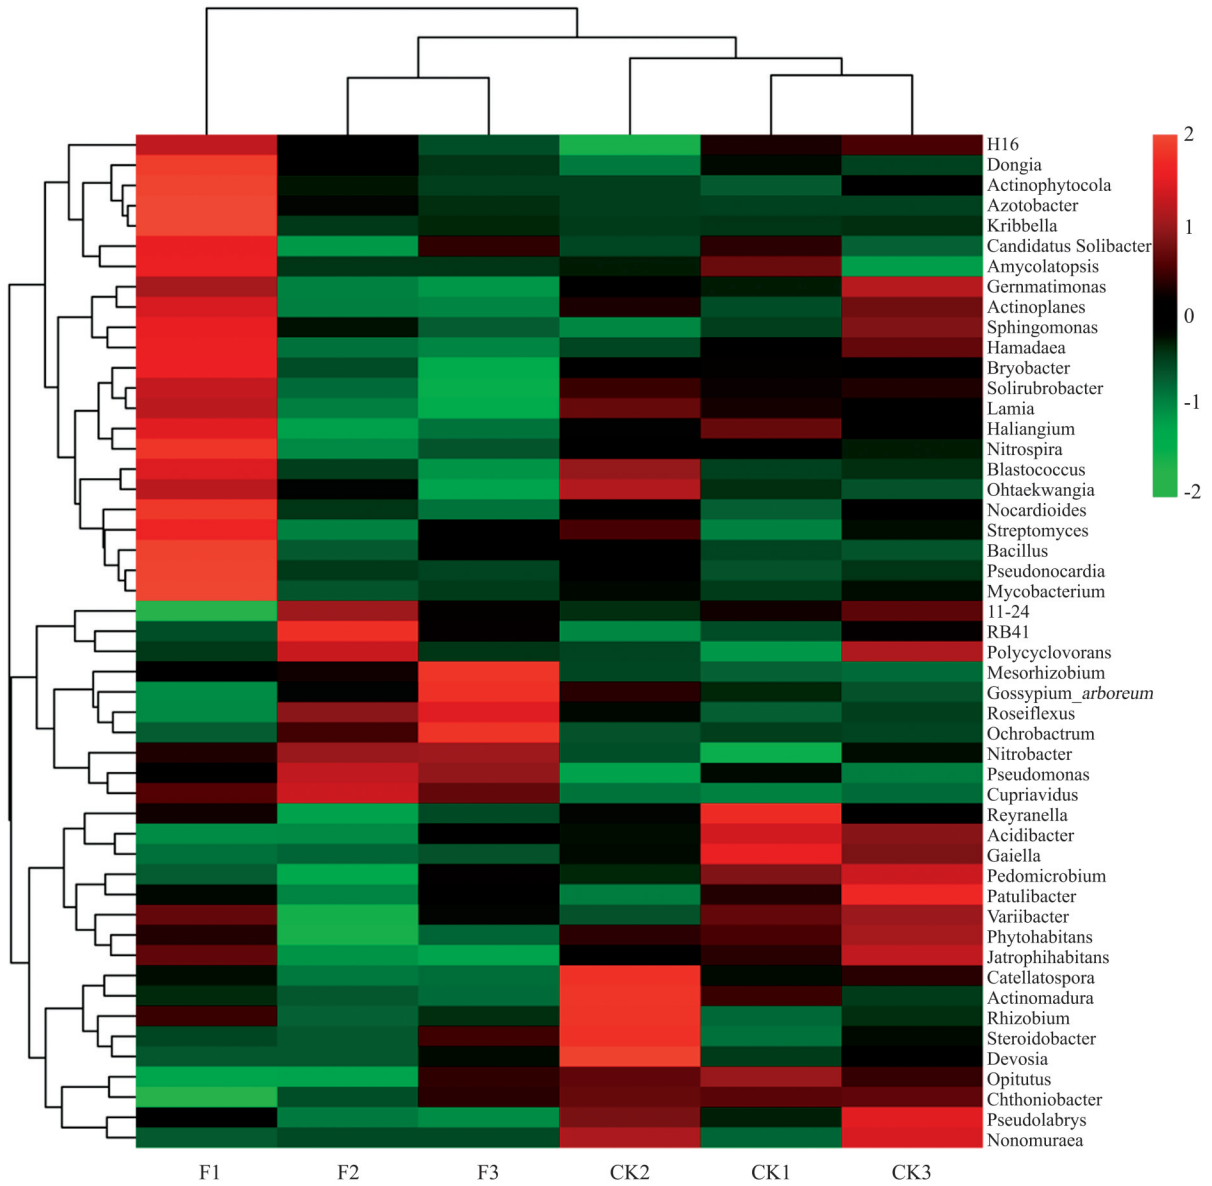 H16
Dongia
Actinophytocola
Azotobacter
Kribbella
Candidatus Solibacter
Amycolatopsis
Gernmatimonas
Actinoplanes
Sphingomonas
Hamadaea
Bryobacter
Solirubrobacter
Lamia
Haliangium
Nitrospira
Blastococcus
Ohtaekwangia
Nocardioides
Streptomyces
Bacillus
Pseudonocardia
Mycobacterium
11-24
RB41
Polycyclovorans
Mesorhizobium
Gossypium_arboreum
Roseiflexus
Ochrobactrum
Nitrobacter
Pseudomonas
Cupriavidus
Reyranella
Acidibacter
Gaiella
Pedomicrobium
Patulibacter
Variibacter
Phytohabitans
Jatrophihabitans
Catellatospora
Actinomadura
Rhizobium
Steroidobacter
Devosia
Opitutus
Chthoniobacter
Pseudolabrys
Nonomuraea
2
1
0
-1
-2
F1 F2 F3 CK2 CK1 CK3